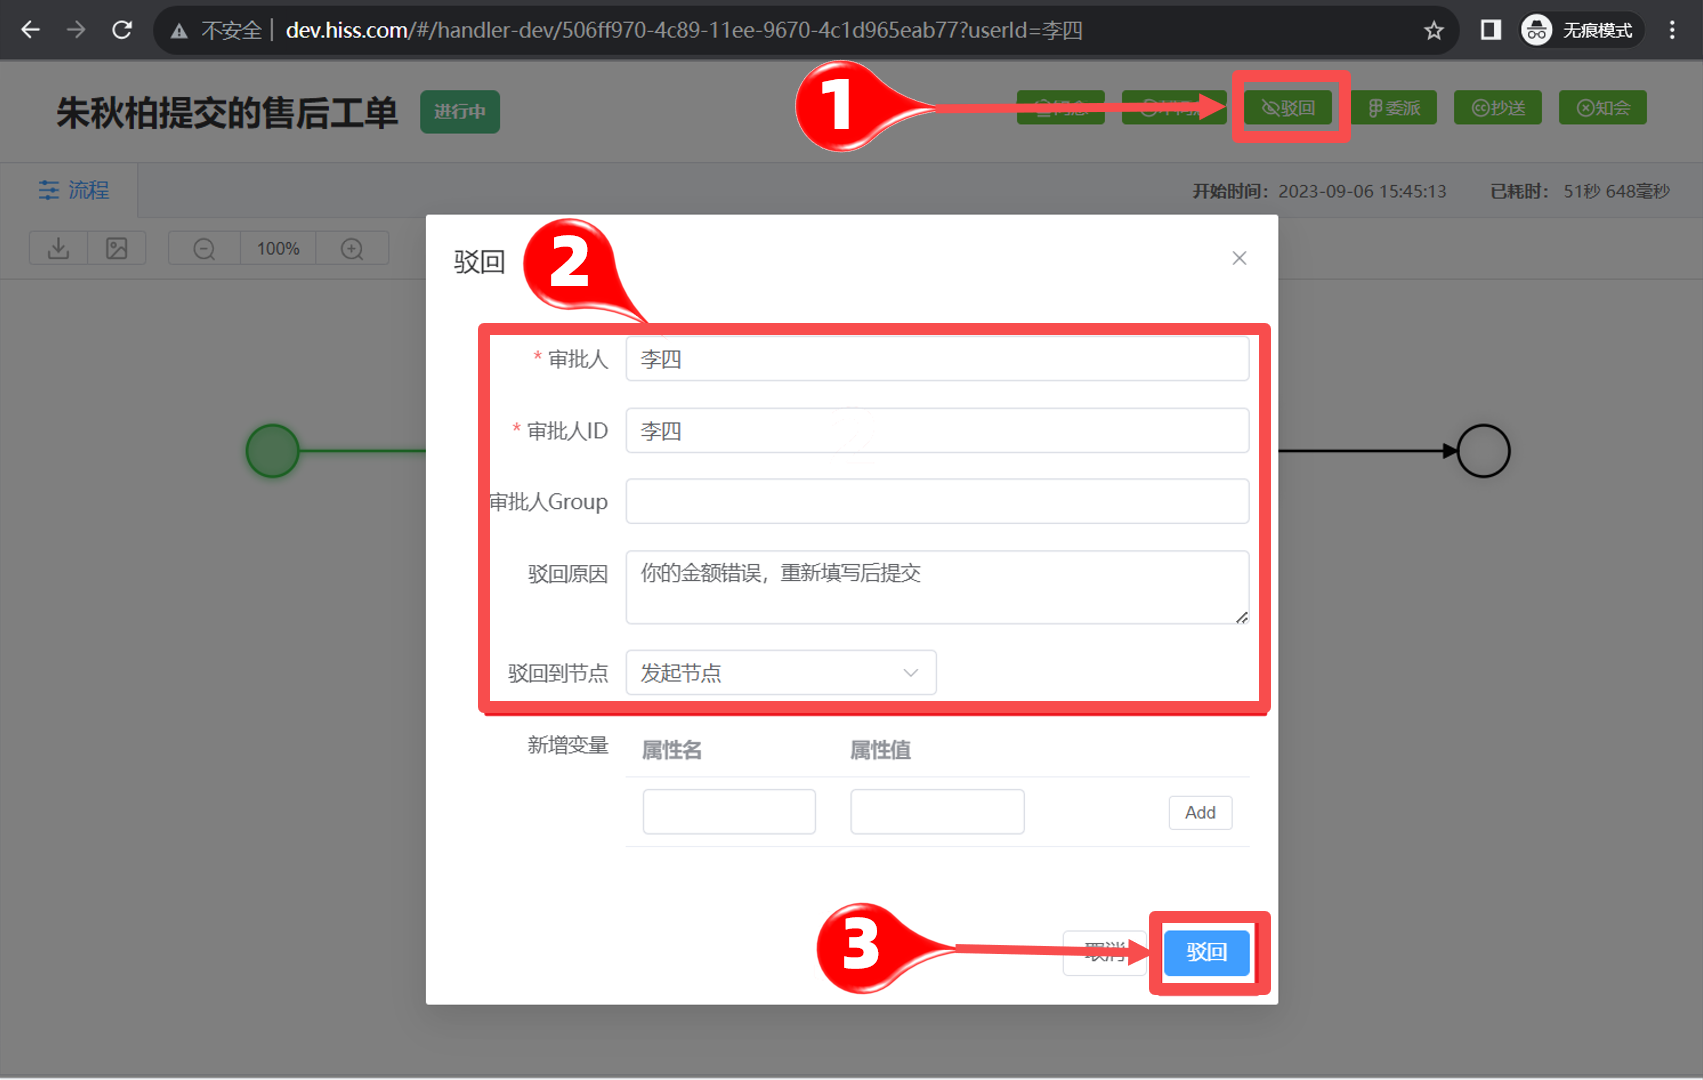 不安全 | dev.hiss.com/#/handler-dev/506ff970-4c89-11ee-9670-4c1d965eab77?userId=李四
无痕模式
朱秋柏提交的售后工单
进行中
1
驳回
委派
抄送
知会
流程
开始时间： 2023-09-06 15:45:13
已耗时： 51秒 648毫秒
100%
驳回
2
* 审批人
李四
* 审批人ID
李四
审批人Group
驳回原因
你的金额错误，重新填写后提交
驳回到节点
发起节点
新增变量
属性名
属性值
Add
3
取消
驳回